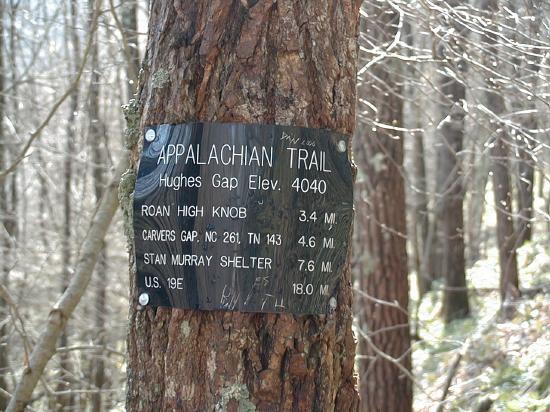 APPALACHIAN TRAIL
Hughes Gap Elev. 4040
ROAN HIGH KNOB 3.4 MI.
CARVERS GAP, NC 261, TN 143 4.6 MI.
STAN MURRAY SHELTER 7.6 MI.
U.S. 19E 18.0 MI.